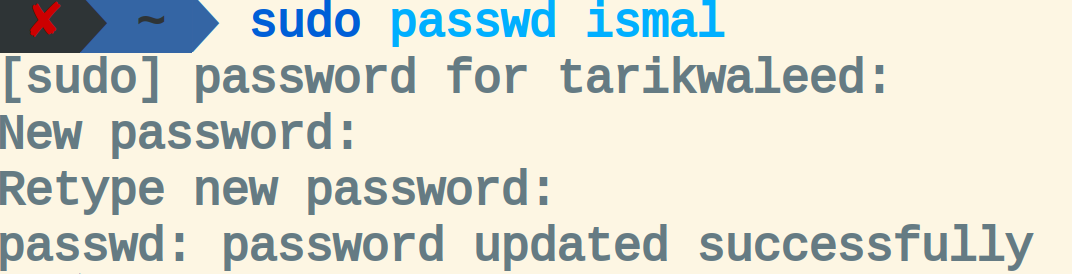 ✘ ~ sudo passwd ismal
[sudo] password for tarikwaleed:
New password:
Retype new password:
passwd: password updated successfully